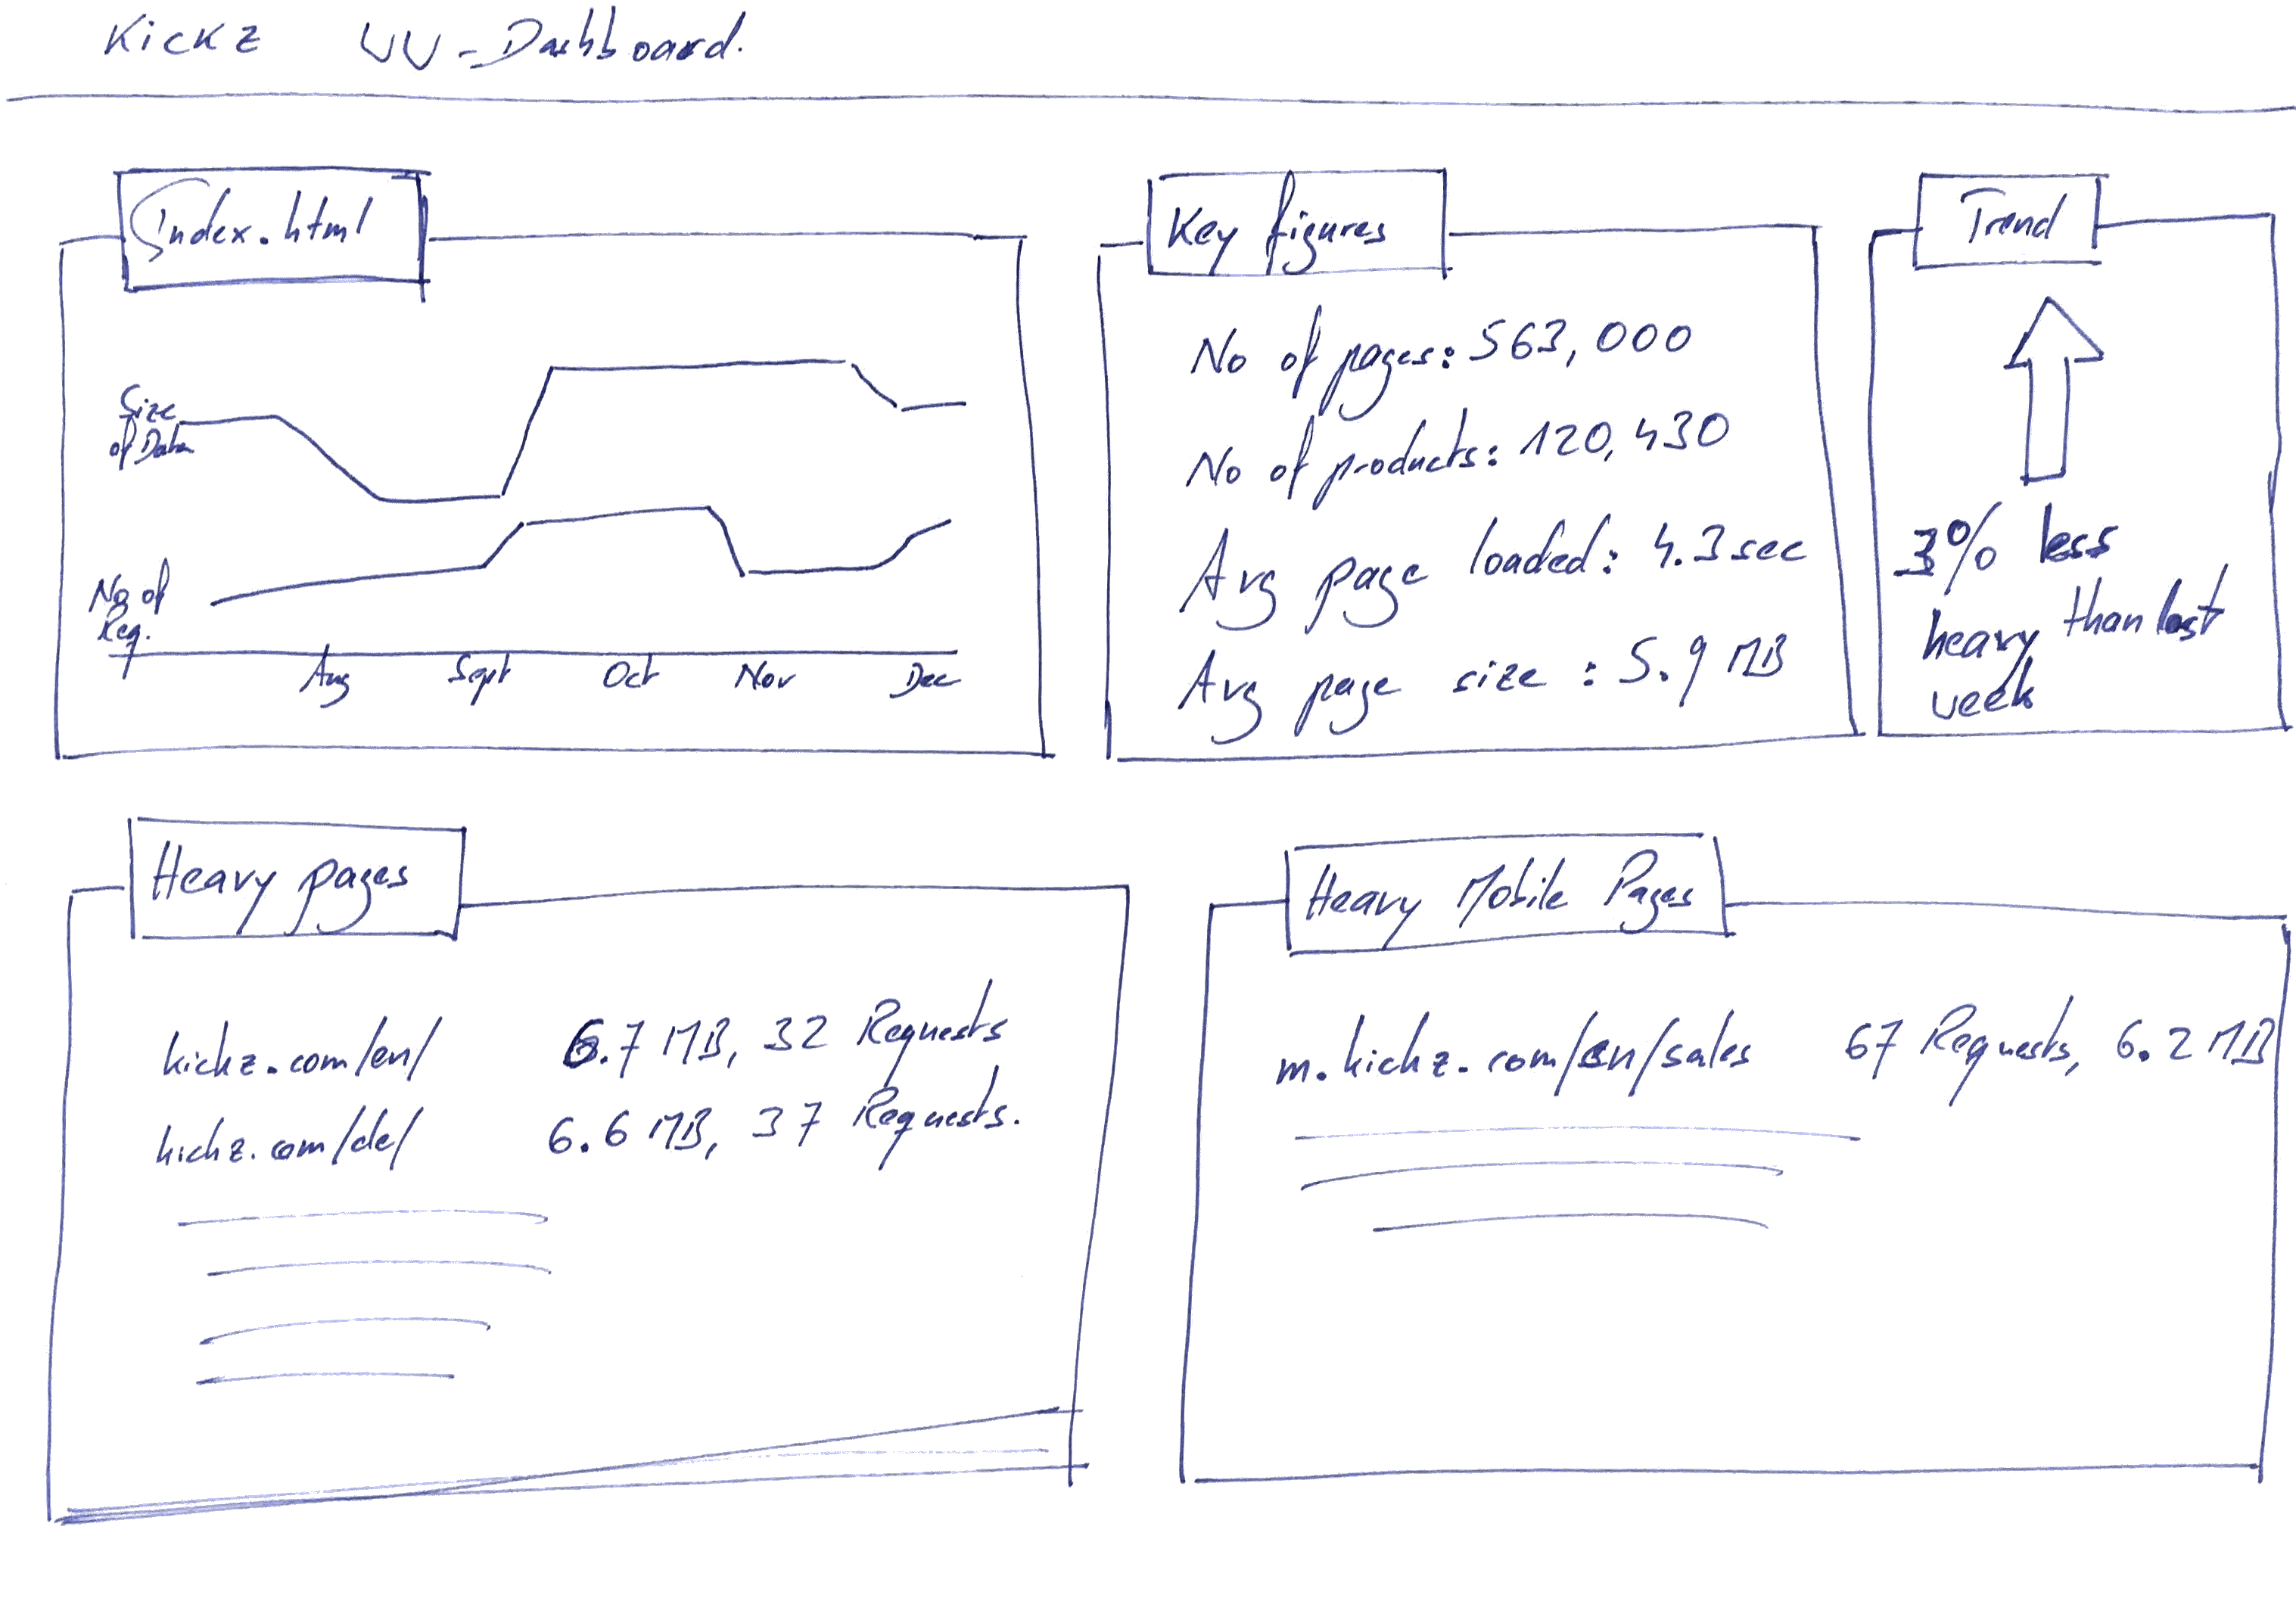 Kickz UU-Dashboard.
Index.html
Size
of Data
No of
Req.
Aug Sept Oct Nov Dec
Key figures
No of pages: 563,000
No of products: 120,430
Avg page loaded: 4.3 sec
Avg page size : 5.9 MB
Trend
3% less
heavy than last
week
Heavy pages
kickz.com/en/ 6.7 MB, 32 Requests
kickz.com/de/ 6.6 MB, 37 Requests.
Heavy Mobile Pages
m.kickz.com/en/sales 67 Requests, 6.2 MB